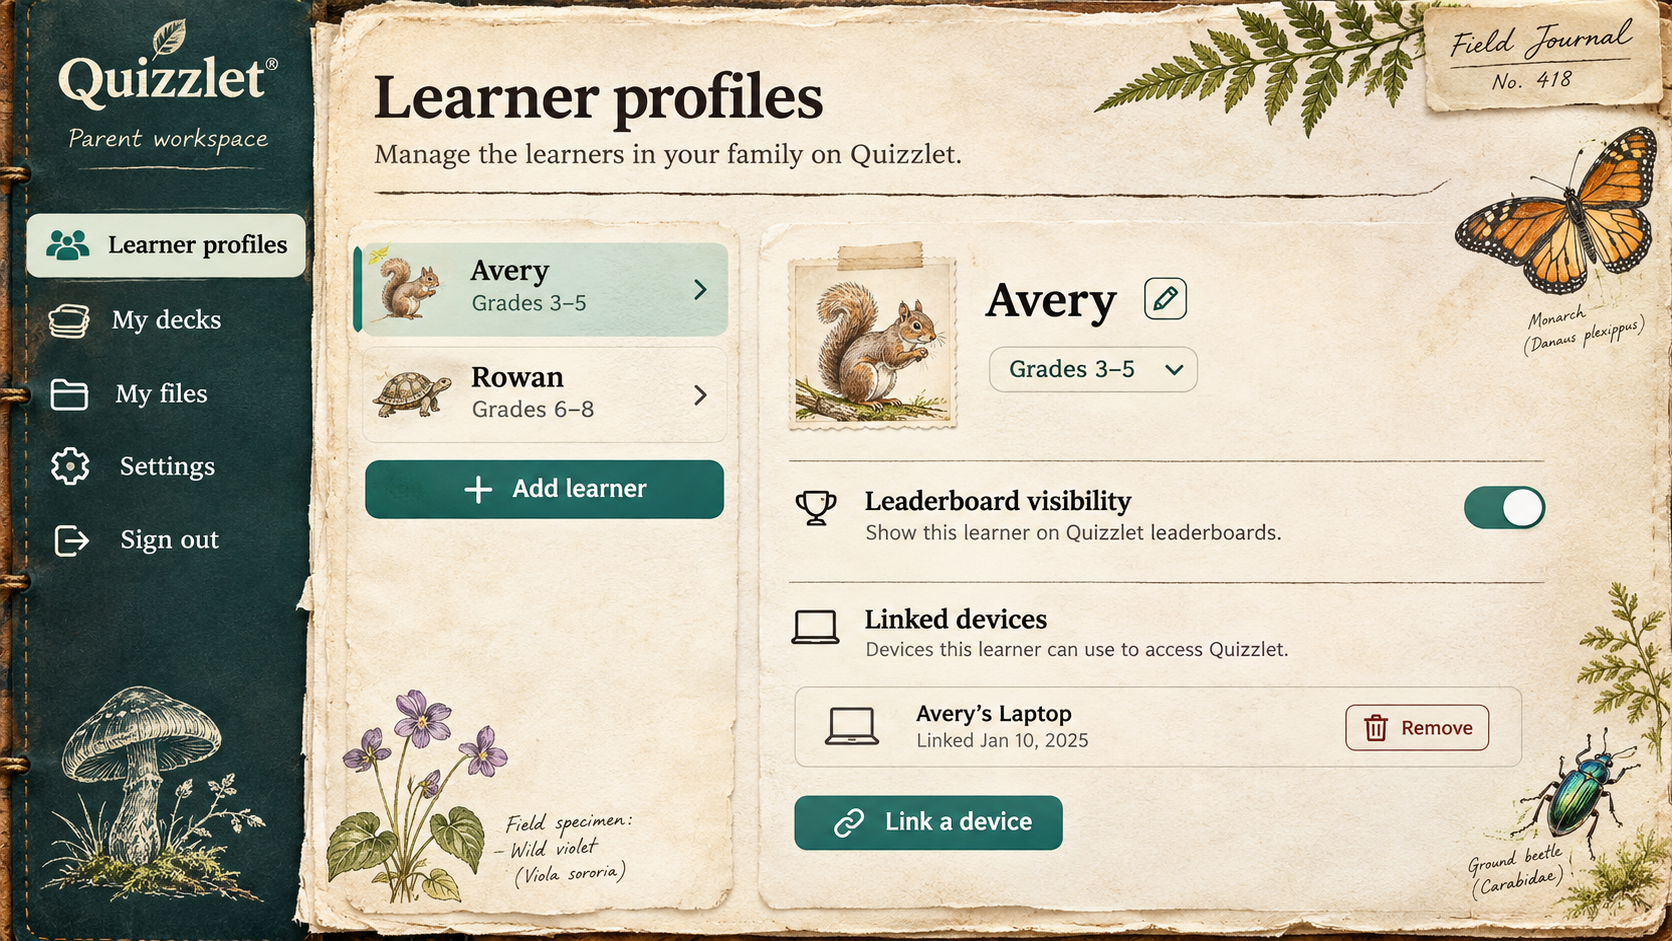 Quizzlet®
Parent workspace
Learner profiles
My decks
My files
Settings
Sign out
Learner profiles
Manage the learners in your family on Quizzlet.
Field Journal
No. 418
Avery
Grades 3–5
Rowan
Grades 6–8
Add learner
Field specimen:
– Wild violet
(Viola sororia)
Avery
Grades 3–5
Monarch
(Danaus plexippus)
Leaderboard visibility
Show this learner on Quizzlet leaderboards.
Linked devices
Devices this learner can use to access Quizzlet.
Avery’s Laptop
Linked Jan 10, 2025
Remove
Link a device
Ground beetle
(Carabidae)